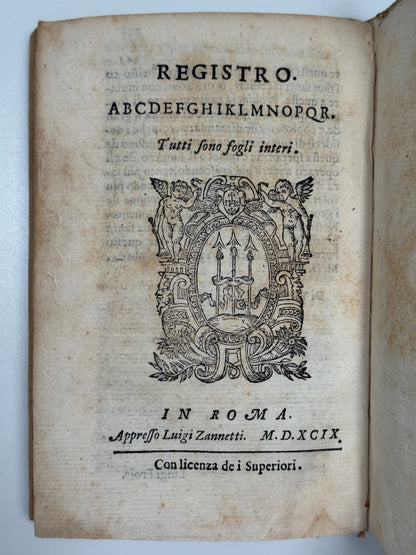 REGISTRO.
ABCDEFGHIKLMNOPQR.
Tutti ſono fogli interi.
IN ROMA.
Appreſſo Luigi Zannetti. M. D. XCIX
Con licenza de i Superiori.